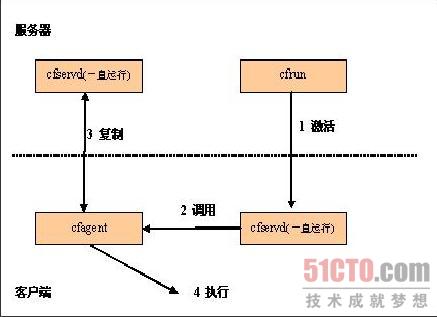 服务器
cfservd(一直运行)
cfrun
3 复制
1 激活
2 调用
cfagent
cfservd(一直运行)
4 执行
客户端
51CTO.com
技术成就梦想